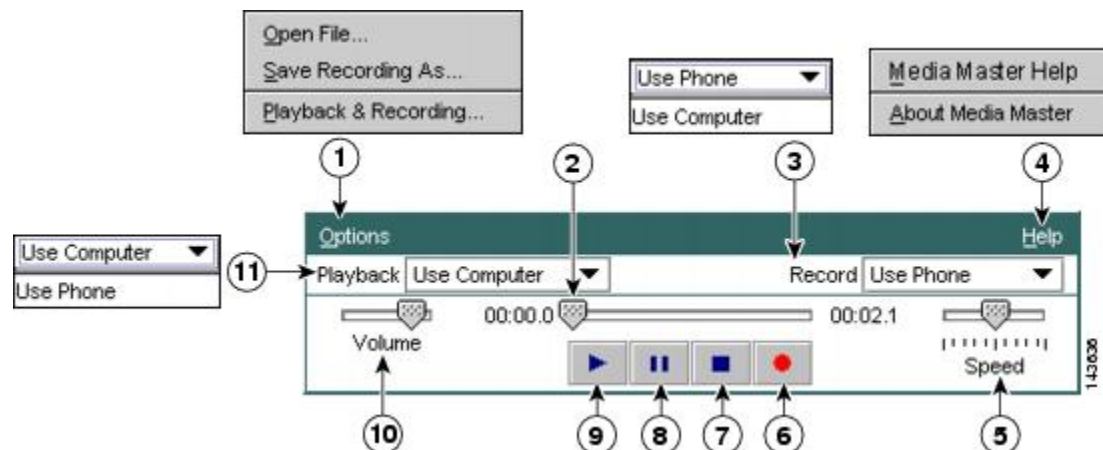 Open File...
Save Recording As...
Playback & Recording...
Use Phone
Use Computer
Media Master Help
About Media Master
1
2
3
4
Options
Help
Use Computer
Use Phone
11
Playback Use Computer
Record Use Phone
00:00.0
00:02.1
Volume
Speed
143636
10
9
8
7
6
5